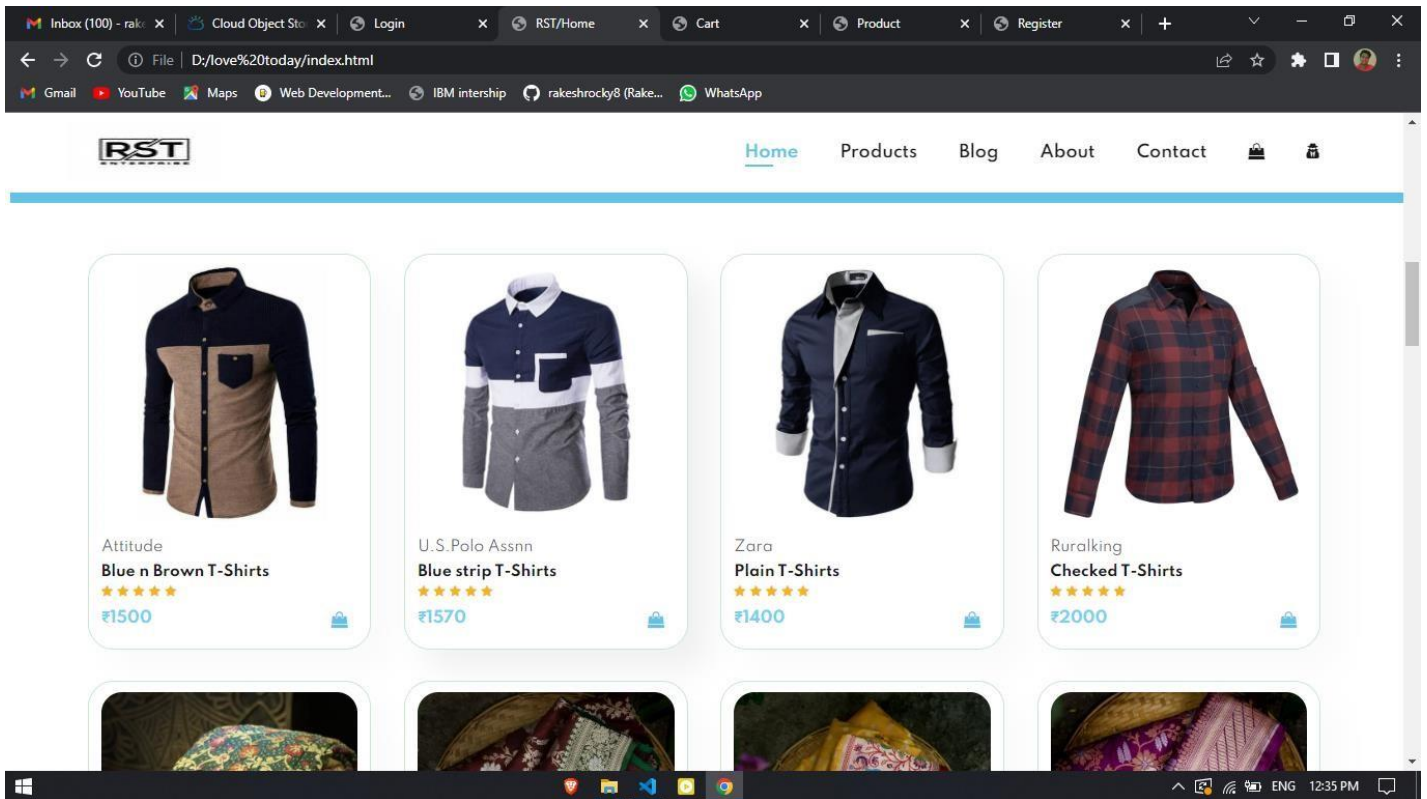 Inbox (100) - rake
Cloud Object Sto
Login
RST/Home
Cart
Product
Register
File
D:/love%20today/index.html
Gmail
YouTube
Maps
Web Development...
IBM intership
rakeshrocky8 (Rake...
WhatsApp
RST
ENTERPRISE
Home
Products
Blog
About
Contact
Attitude
Blue n Brown T-Shirts
₹1500
U.S.Polo Assnn
Blue strip T-Shirts
₹1570
Zara
Plain T-Shirts
₹1400
Ruralking
Checked T-Shirts
₹2000
ENG
12:35 PM